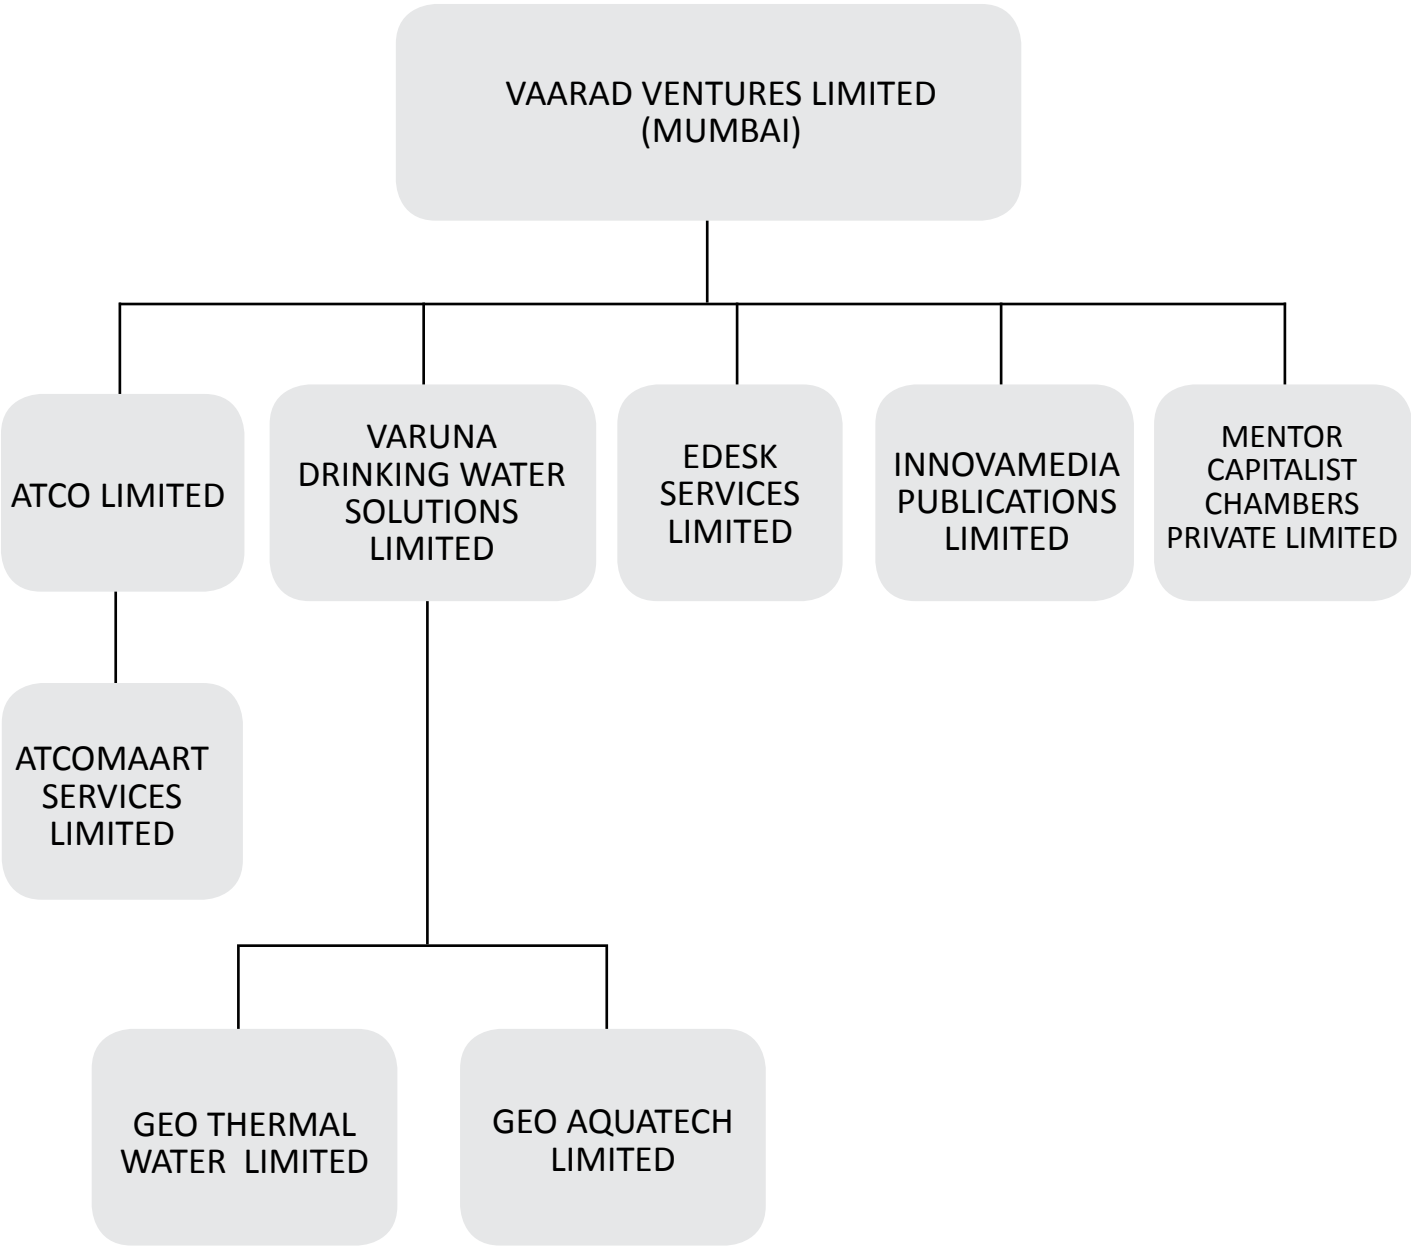 VAARAD VENTURES LIMITED
(MUMBAI)
ATCO LIMITED
VARUNA
DRINKING WATER
SOLUTIONS
LIMITED
EDESK
SERVICES
LIMITED
INNOVAMEDIA
PUBLICATIONS
LIMITED
MENTOR
CAPITALIST
CHAMBERS
PRIVATE LIMITED
ATCOMAART
SERVICES
LIMITED
GEO THERMAL
WATER  LIMITED
GEO AQUATECH
LIMITED